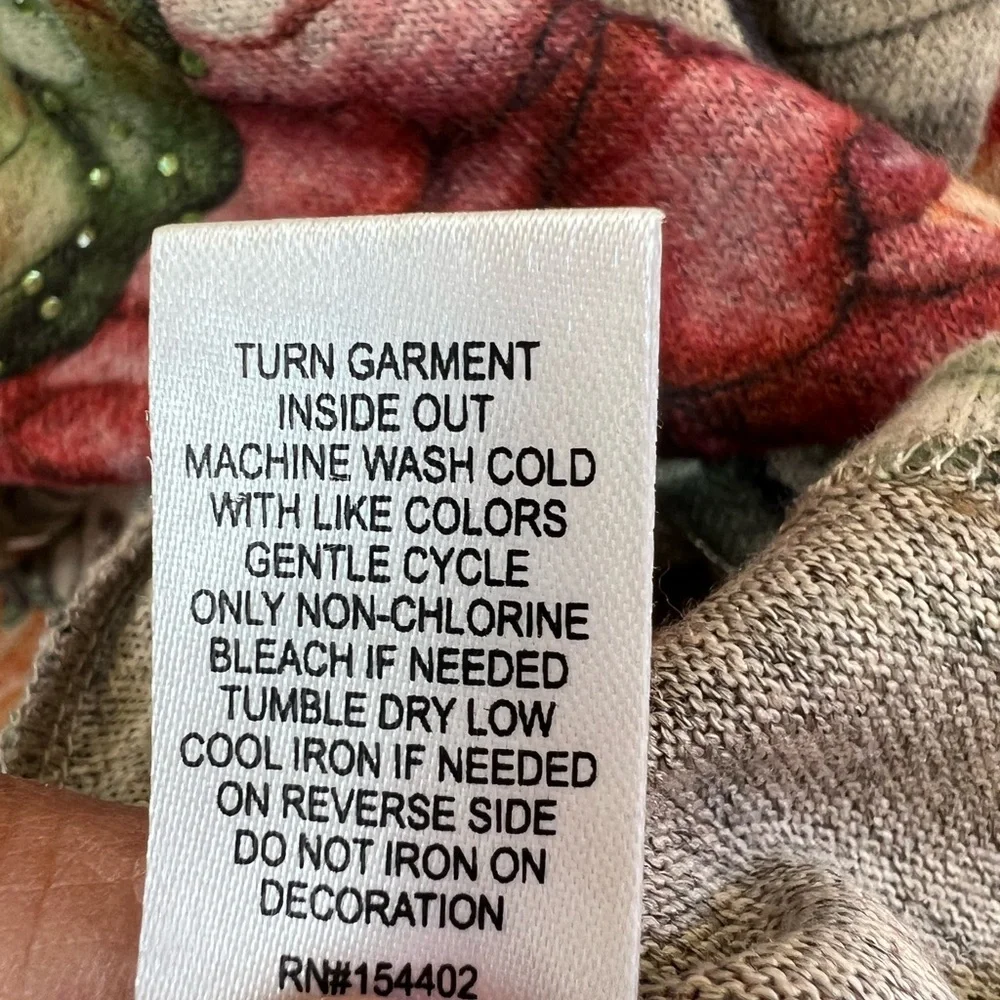 TURN GARMENT
INSIDE OUT
MACHINE WASH COLD
WITH LIKE COLORS
GENTLE CYCLE
ONLY NON-CHLORINE
BLEACH IF NEEDED
TUMBLE DRY LOW
COOL IRON IF NEEDED
ON REVERSE SIDE
DO NOT IRON ON
DECORATION
RN#154402